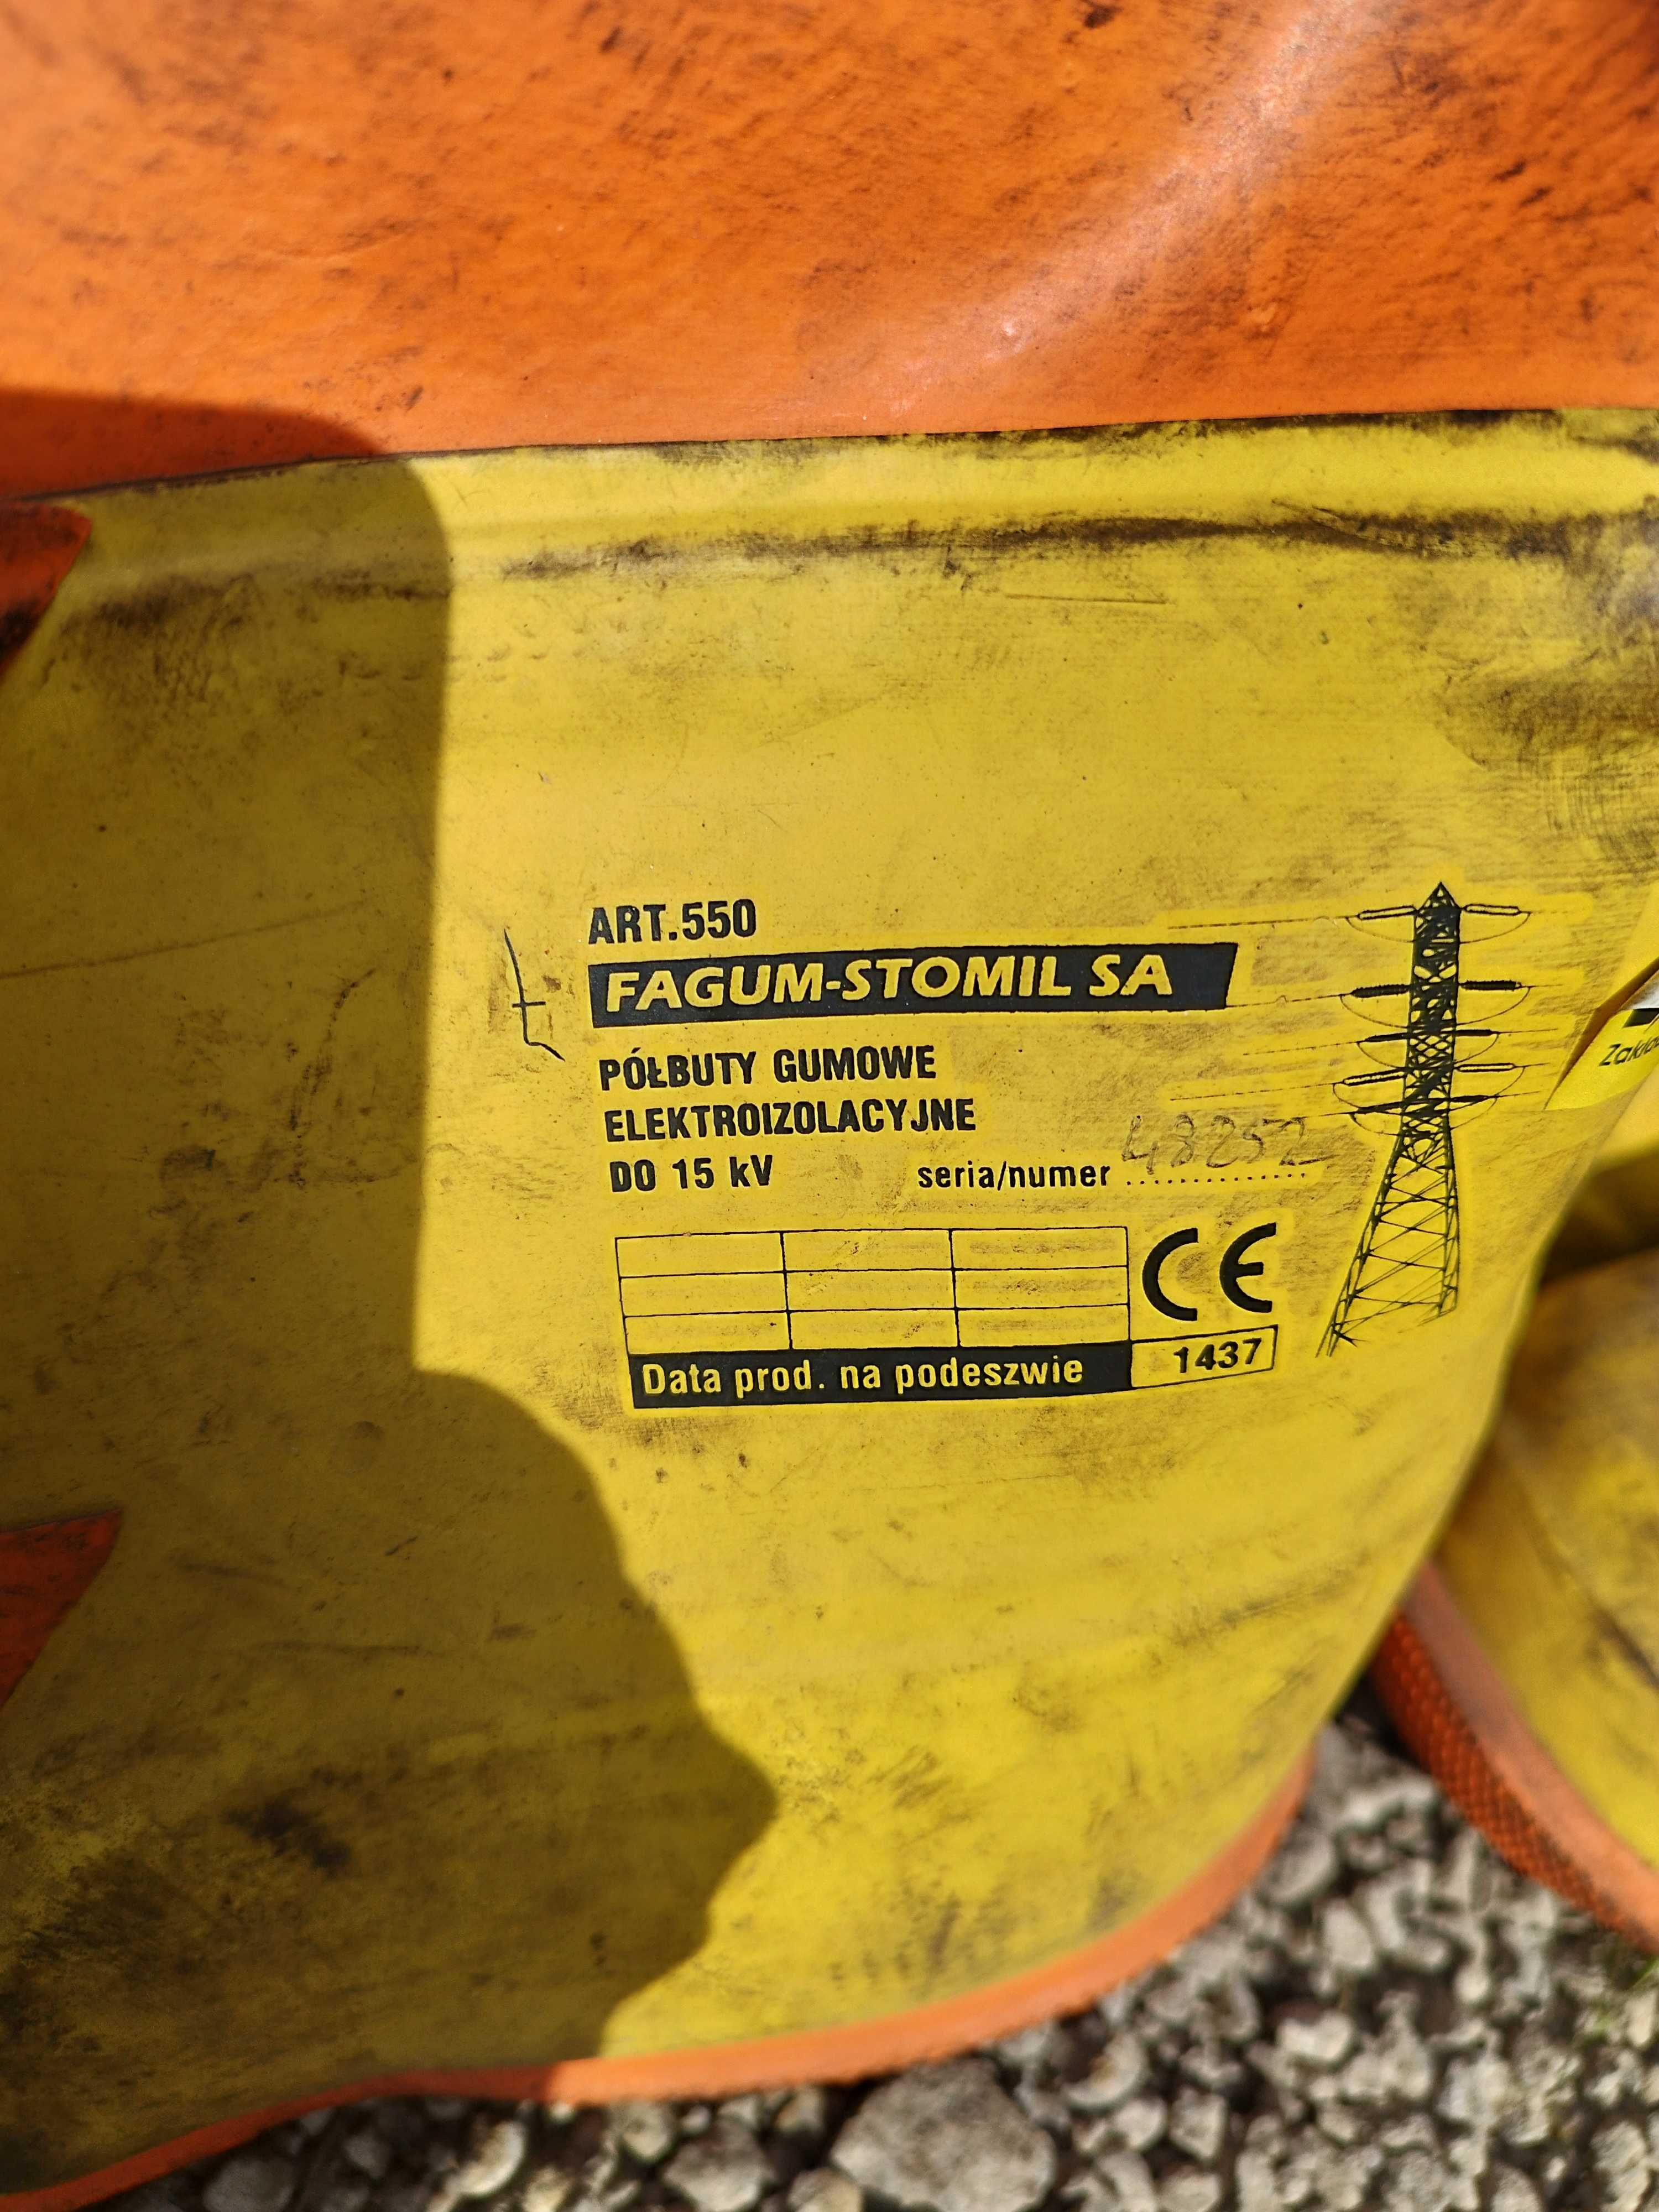 ART.550
FAGUM-STOMIL SA
PÓŁBUTY GUMOWE
ELEKTROIZOLACYJNE
DO 15 kV seria/numer 48252
CE
Data prod. na podeszwie 1437